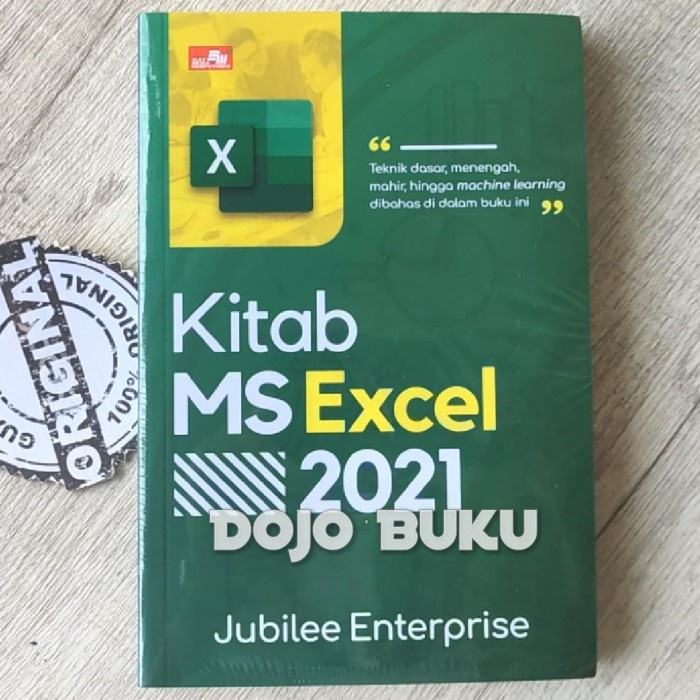 X
“
Teknik dasar, menengah,
mahir, hingga machine learning
dibahas di dalam buku ini ”
Kitab
MS Excel
2021
DOJO BUKU
Jubilee Enterprise
ORIGINAL
ORIGINAL
100%
ORIGINAL